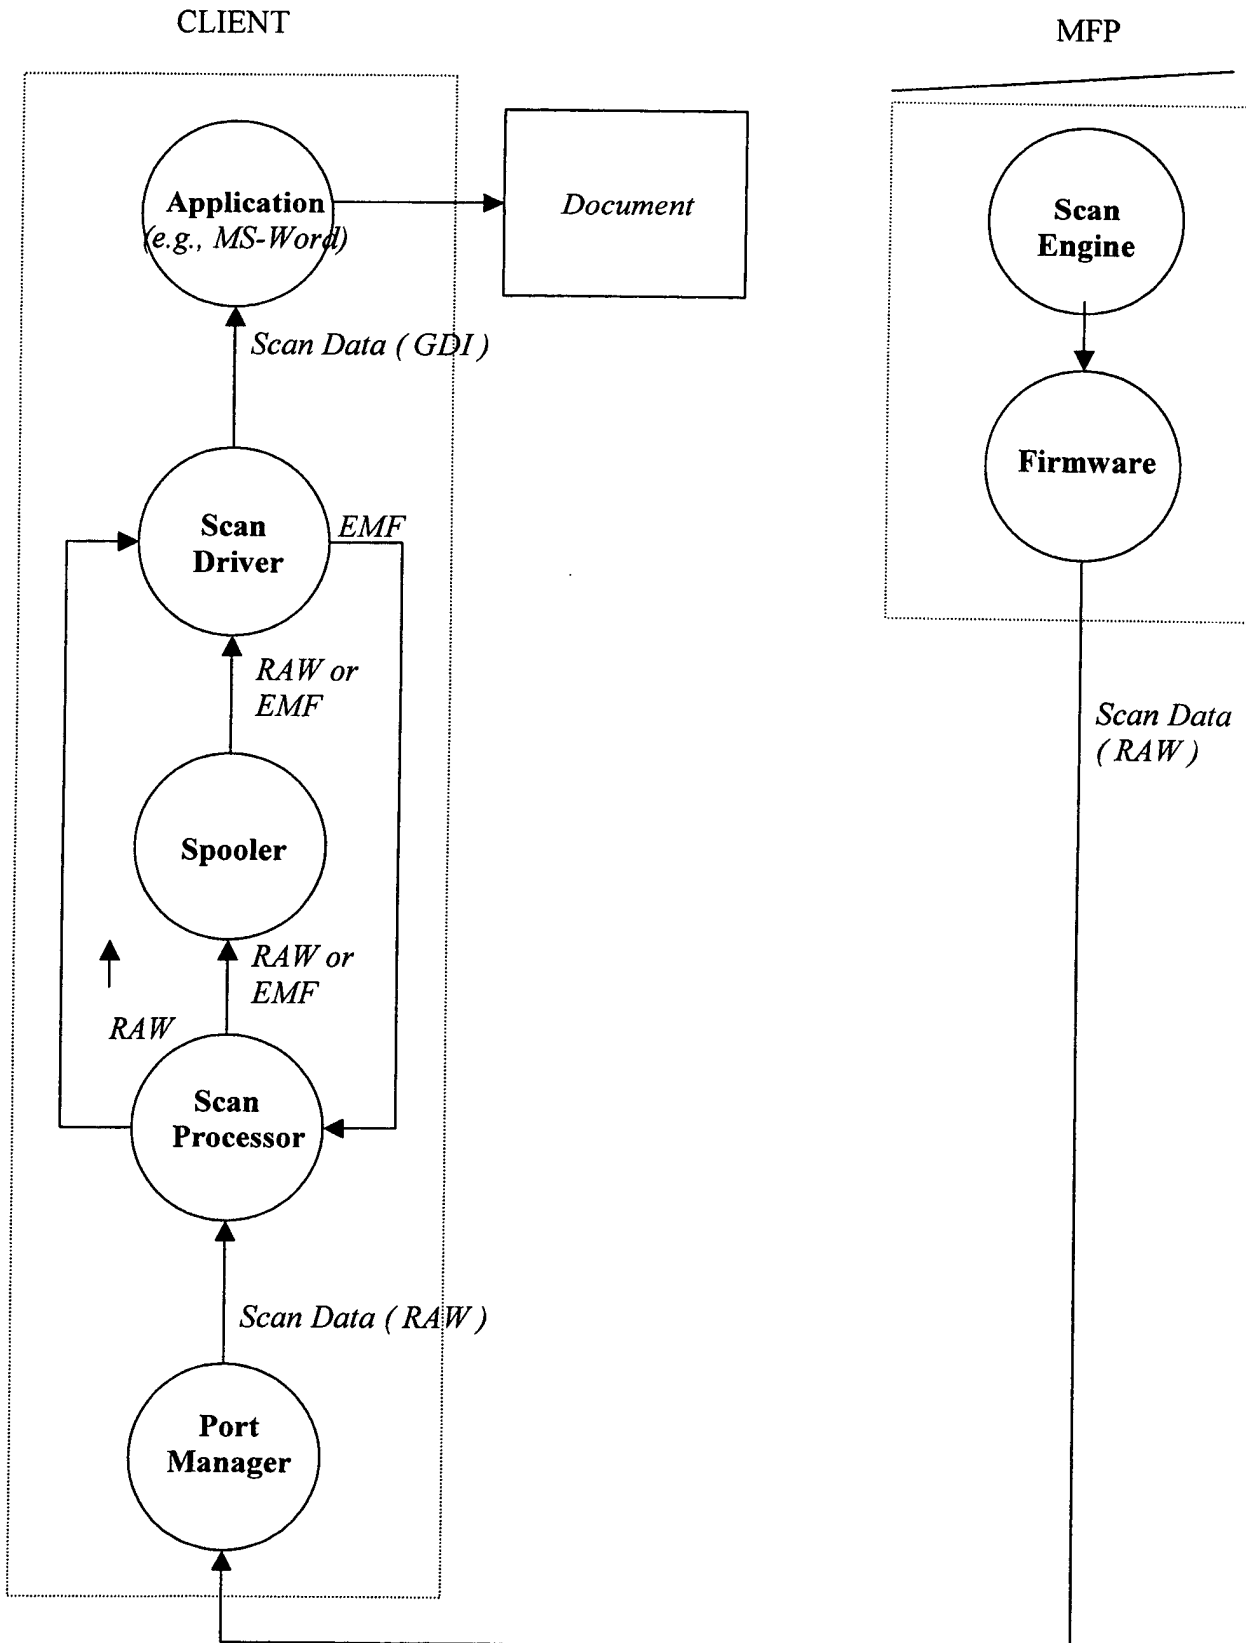 CLIENT
MFP
Application
(e.g., MS-Word)
Document
Scan
Engine
Scan Data ( GDI )
Firmware
Scan
Driver
EMF
RAW or
EMF
Scan Data
( RAW )
Spooler
RAW or
EMF
RAW
Scan
Processor
Scan Data ( RAW )
Port
Manager